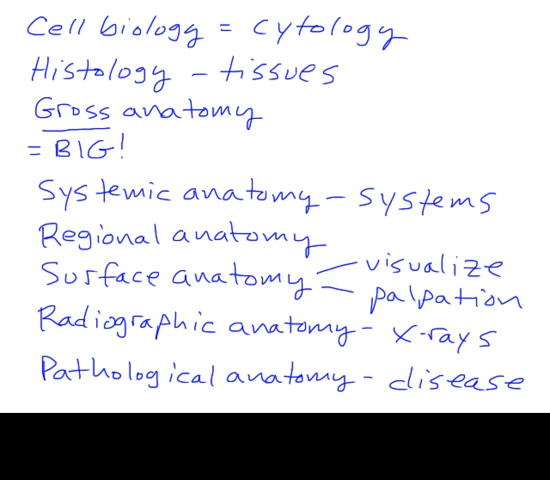 Cell biology = cytology
Histology - tissues
Gross anatomy
= BIG!
Systemic anatomy - systems
Regional anatomy
Surface anatomy < visualize
palpation
Radiographic anatomy - x-rays
Pathological anatomy - disease